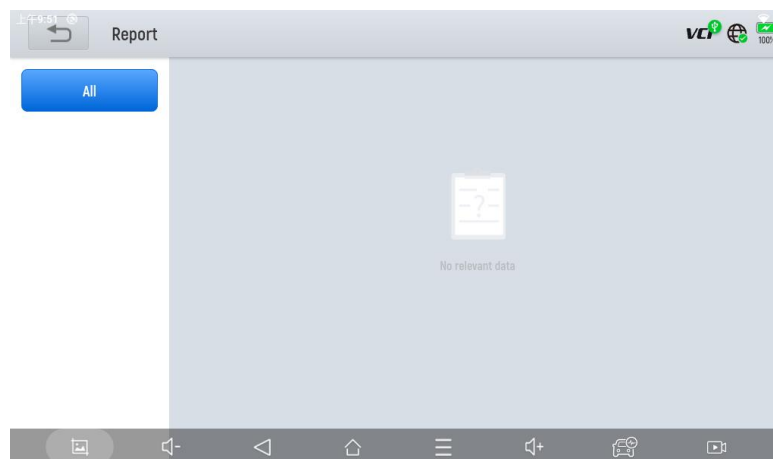 上午9:51
Report
VCI
100%
All
?
No relevant data